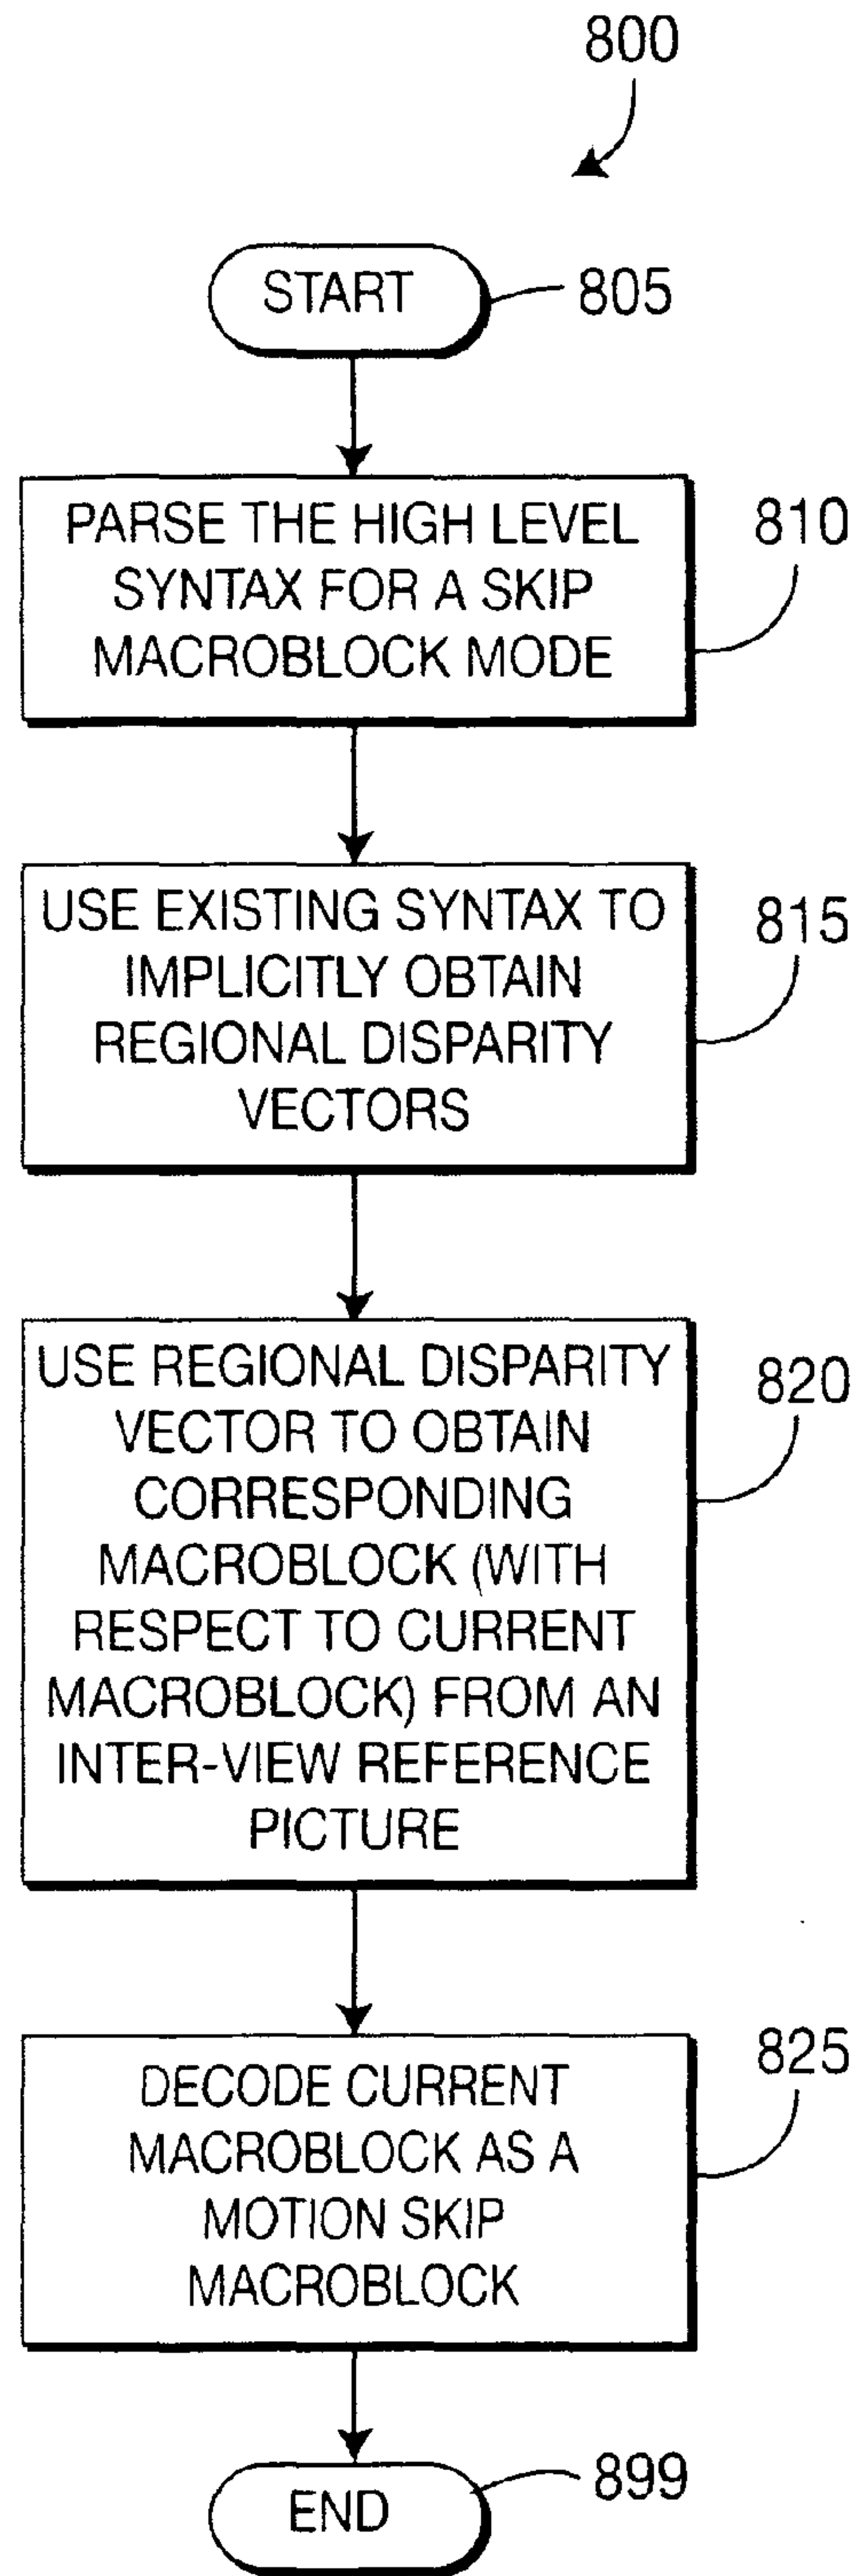 800
START
805
PARSE THE HIGH LEVEL
SYNTAX FOR A SKIP
MACROBLOCK MODE
810
USE EXISTING SYNTAX TO
IMPLICITLY OBTAIN
REGIONAL DISPARITY
VECTORS
815
USE REGIONAL DISPARITY
VECTOR TO OBTAIN
CORRESPONDING
MACROBLOCK (WITH
RESPECT TO CURRENT
MACROBLOCK) FROM AN
INTER-VIEW REFERENCE
PICTURE
820
DECODE CURRENT
MACROBLOCK AS A
MOTION SKIP
MACROBLOCK
825
END
899